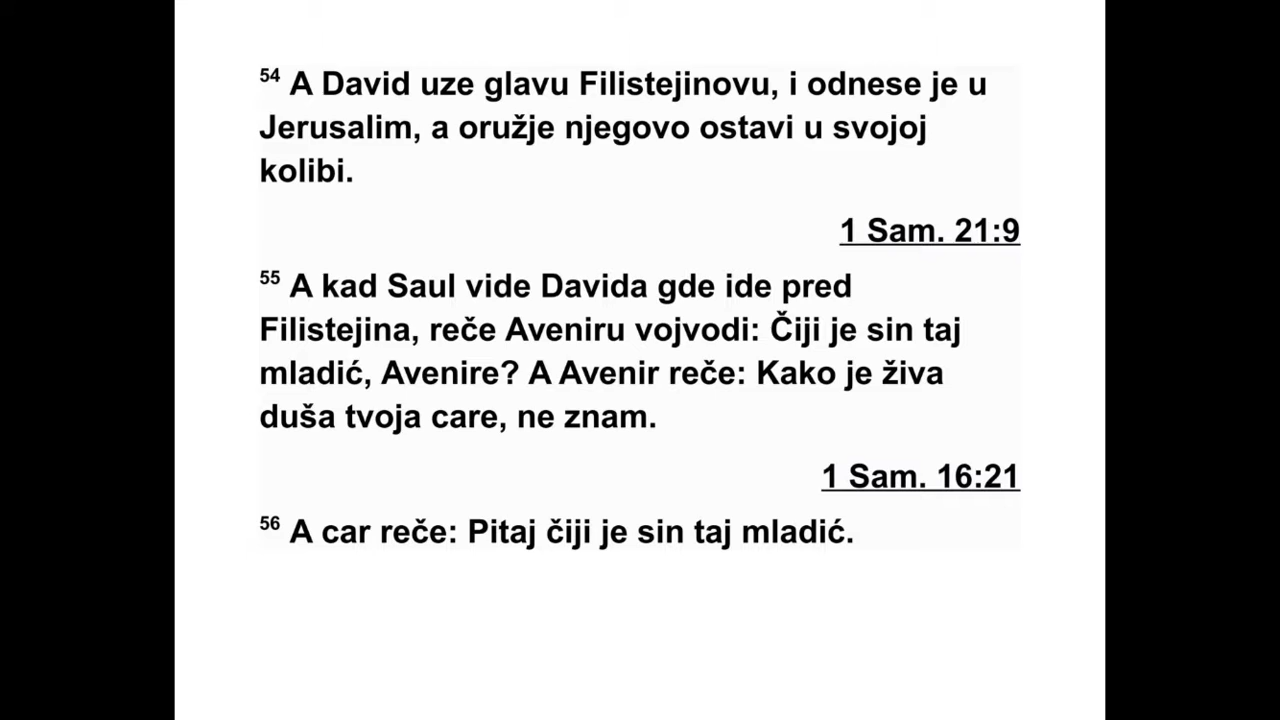 54 A David uze glavu Filistejinovu, i odnese je u
Jerusalim, a oružje njegovo ostavi u svojoj
kolibi.
1 Sam. 21:9
55 A kad Saul vide Davida gde ide pred
Filistejina, reče Aveniru vojvodi: Čiji je sin taj
mladić, Avenire? A Avenir reče: Kako je živa
duša tvoja care, ne znam.
1 Sam. 16:21
56 A car reče: Pitaj čiji je sin taj mladić.